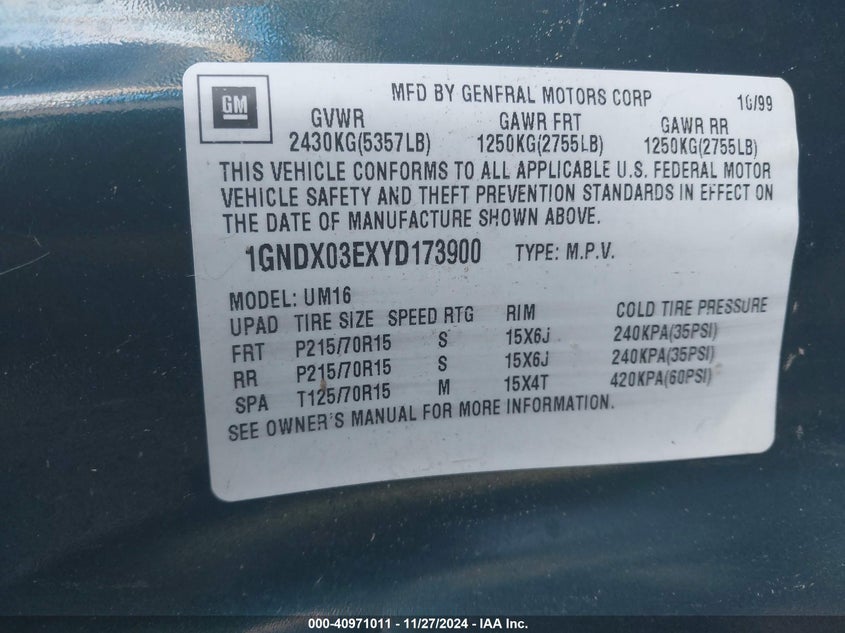 GM
MFD BY GENFRAL MOTORS CORP 10/99
GVWR GAWR FRT GAWR RR
2430KG(5357LB) 1250KG(2755LB) 1250KG(2755LB)
THIS VEHICLE CONFORMS TO ALL APPLICABLE U.S. FEDERAL MOTOR
VEHICLE SAFETY AND THEFT PREVENTION STANDARDS IN EFFECT ON
THE DATE OF MANUFACTURE SHOWN ABOVE.
1GNDX03EXYD173900 TYPE: M.P.V.
MODEL: UM16
UPAD TIRE SIZE SPEED RTG RIM COLD TIRE PRESSURE
FRT P215/70R15 S 15X6J 240KPA(35PSI)
RR P215/70R15 S 15X6J 240KPA(35PSI)
SPA T125/70R15 M 15X4T 420KPA(60PSI)
SEE OWNER'S MANUAL FOR MORE INFORMATION.
000-40971011 - 11/27/2024 - IAA Inc.